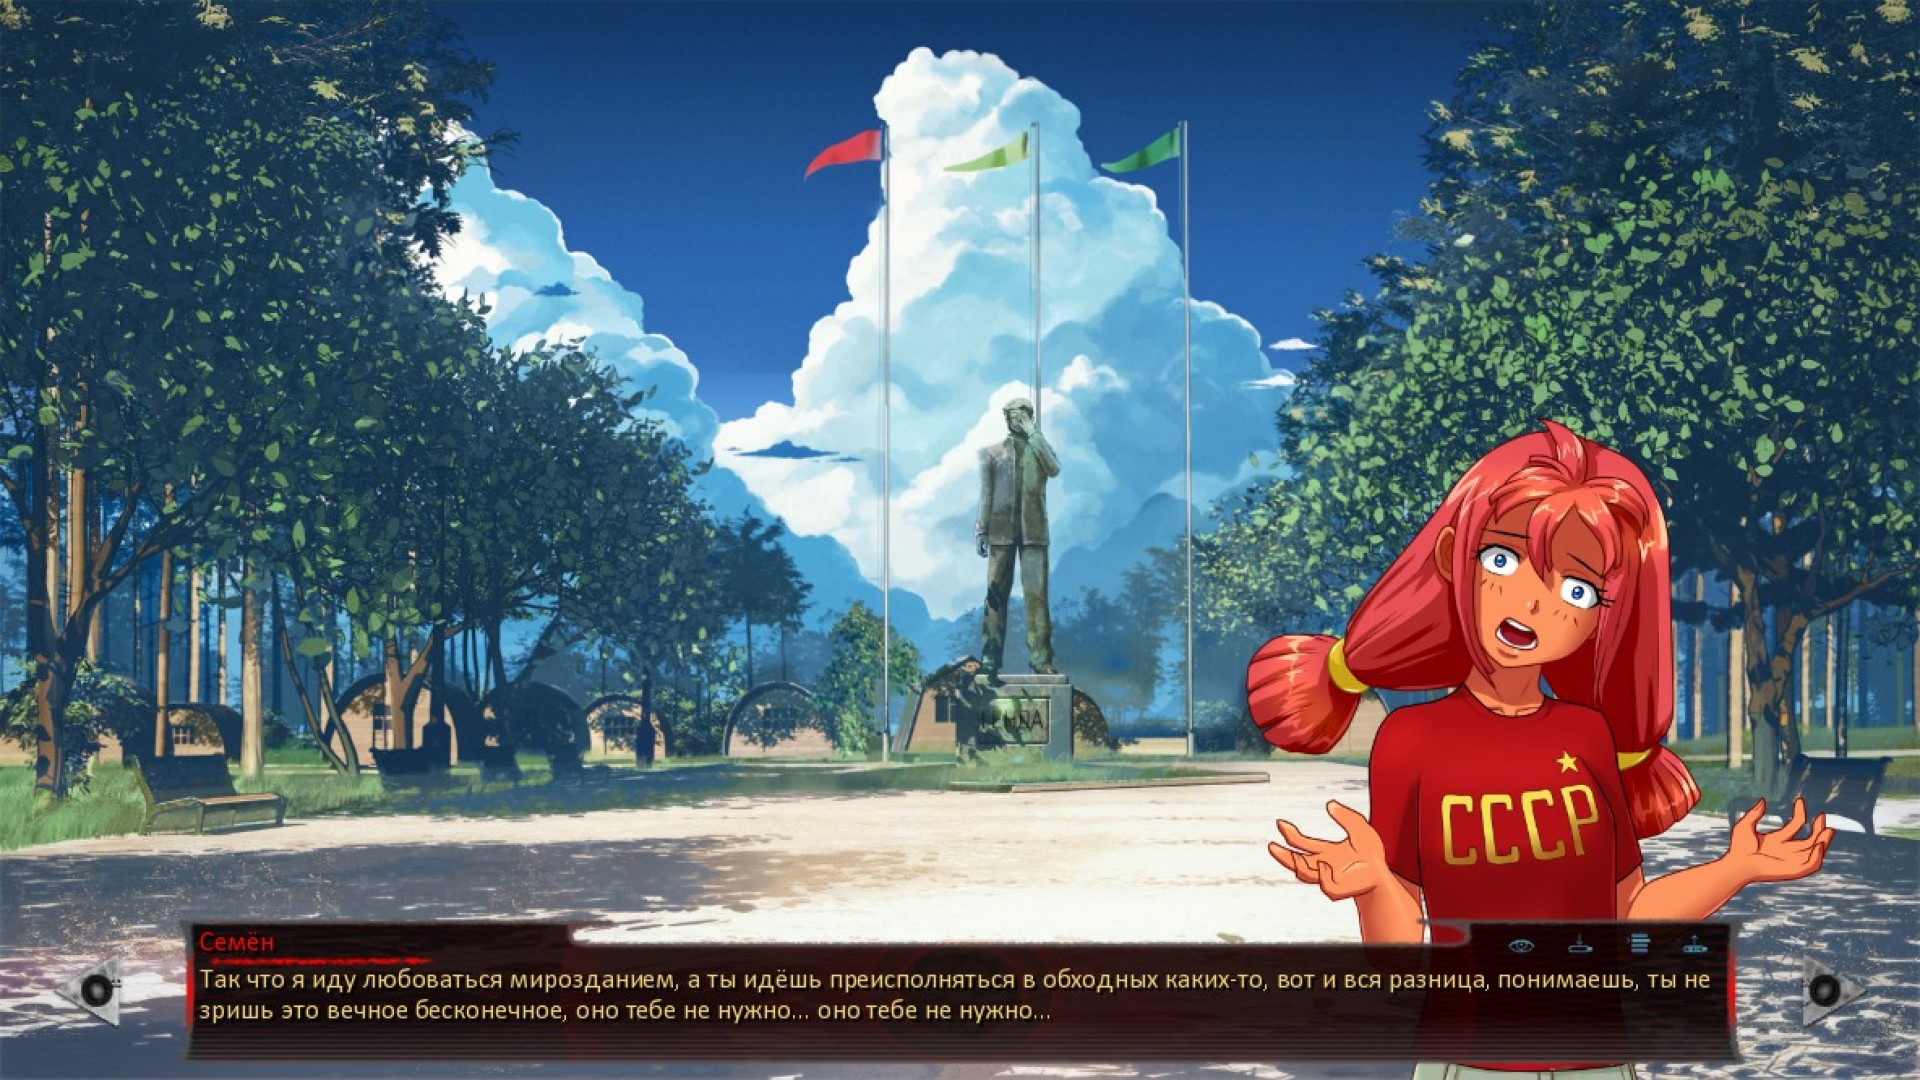 ГЕНДА
СССР
Семён
Так что я иду любоваться мирозданием, а ты идёшь преисполняться в обходных каких-то, вот и вся разница, понимаешь, ты не
зришь это вечное бесконечное, оно тебе не нужно... оно тебе не нужно...